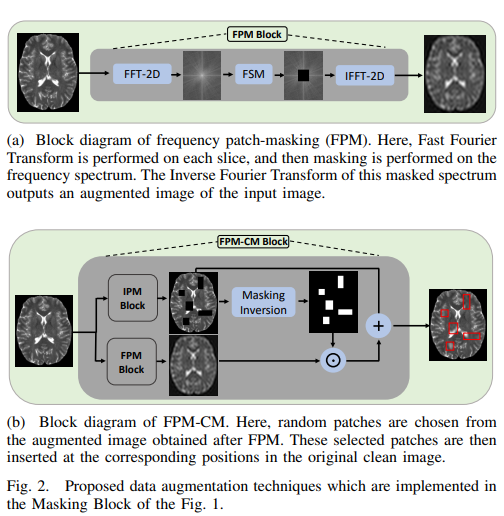 FPM Block
FFT-2D
FSM
IFFT-2D
(a) Block diagram of frequency patch-masking (FPM). Here, Fast Fourier
Transform is performed on each slice, and then masking is performed on the
frequency spectrum. The Inverse Fourier Transform of this masked spectrum
outputs an augmented image of the input image.
FPM-CM Block
IPM
Block
Masking
Inversion
FPM
Block
(b) Block diagram of FPM-CM. Here, random patches are chosen from
the augmented image obtained after FPM. These selected patches are then
inserted at the corresponding positions in the original clean image.
Fig. 2. Proposed data augmentation techniques which are implemented in
the Masking Block of the Fig. 1.